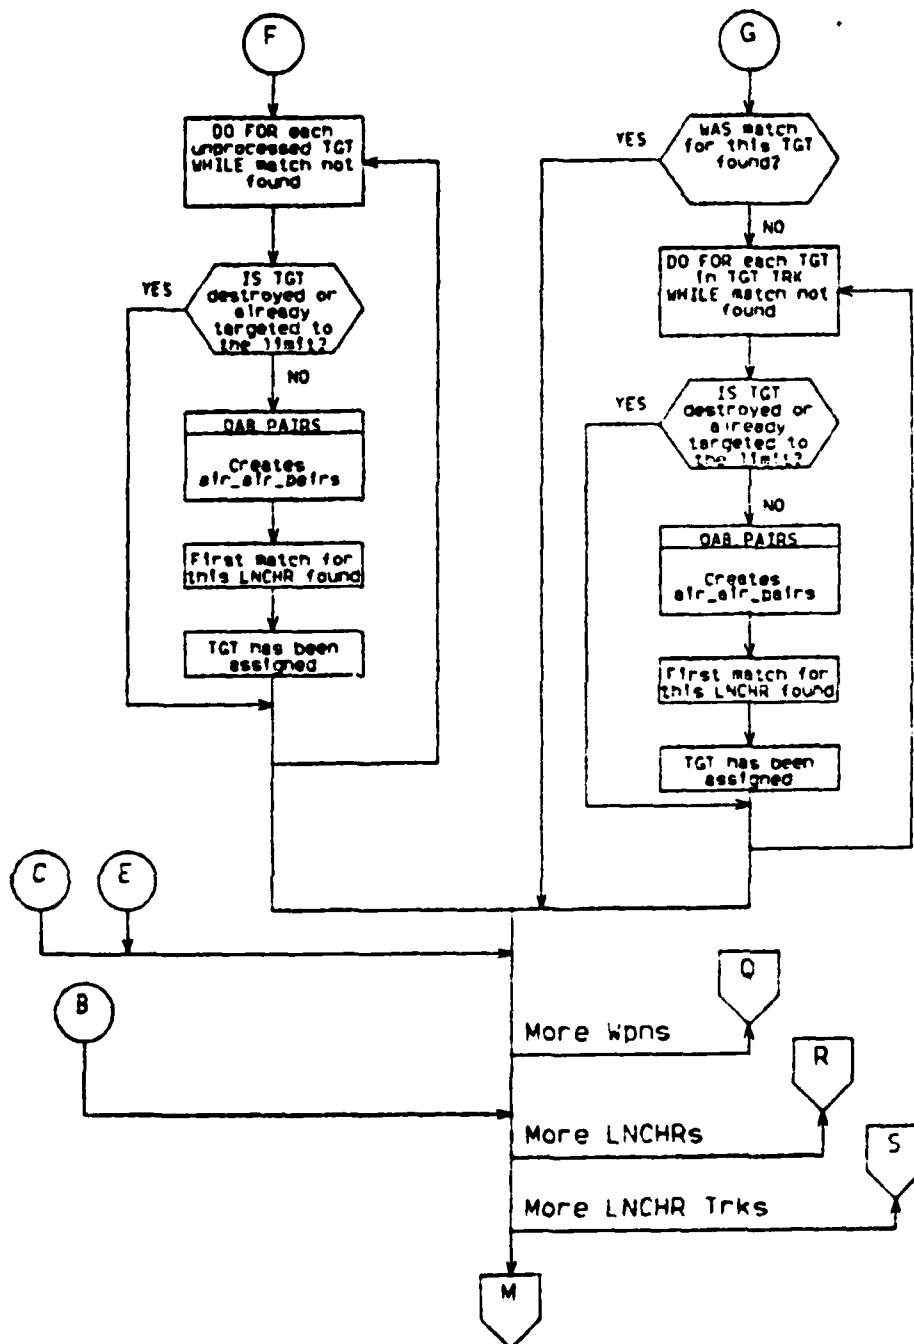 F
DO FOR each
unprocessed TGT
WHILE match not
found
YES
IS TGT
destroyed or
already
targeted to
the limit?
NO
OAB PAIRS
Creates
air_air_pairs
First match for
this LNCHR found
TGT has been
assigned
G
YES
WAS match
for this TGT
found?
NO
DO FOR each TGT
in TGT TRK
WHILE match not
found
YES
IS TGT
destroyed or
already
targeted to
the limit?
NO
OAB PAIRS
Creates
air_air_pairs
First match for
this LNCHR found
TGT has been
assigned
C
E
B
Q
More Wpns
R
More LNCHRs
S
More LNCHR Trks
M